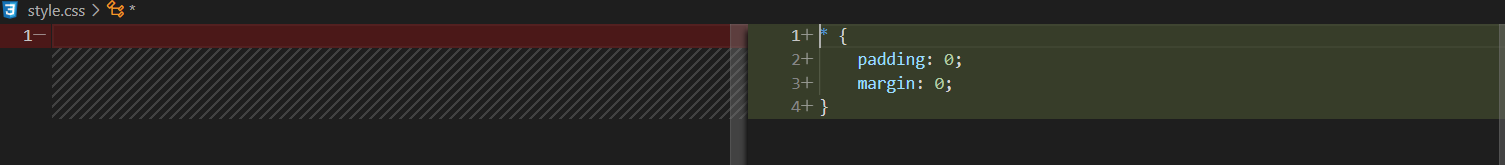 style.css > *
1−
1+ * {
2+ padding: 0;
3+ margin: 0;
4+ }